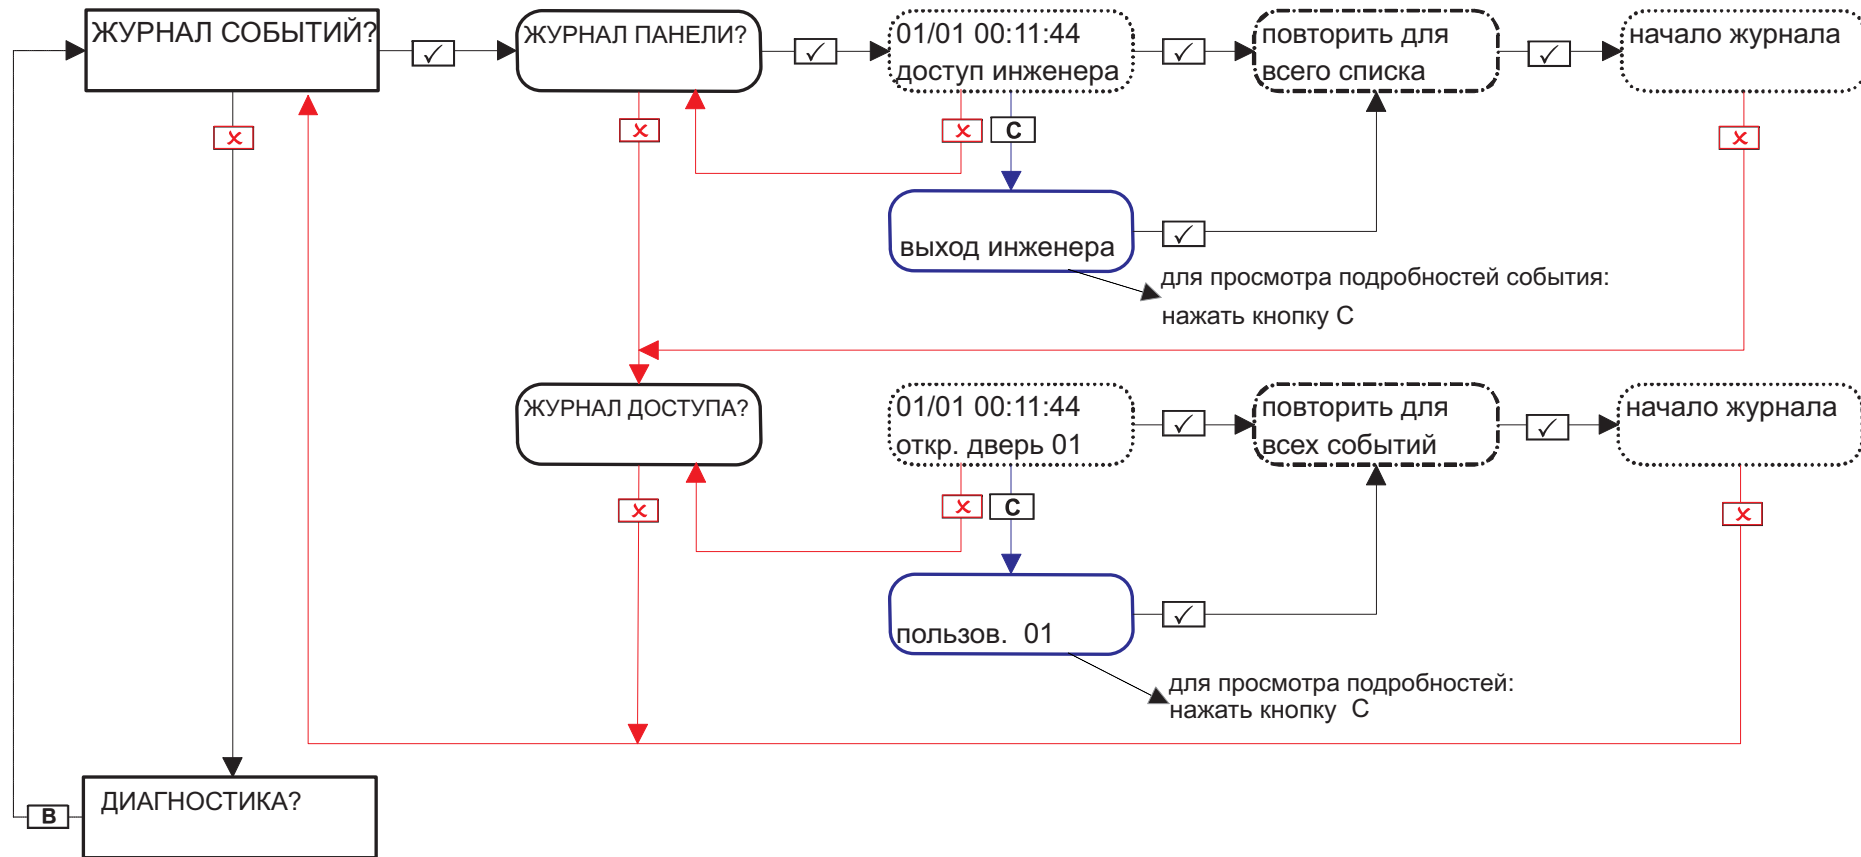 ЖУРНАЛ СОБЫТИЙ?
✓
ЖУРНАЛ ПАНЕЛИ?
✓
01/01 00:11:44
доступ инженера
✓
повторить для
всего списка
✓
начало журнала
x
x
x
C
x
выход инженера
✓
для просмотра подробностей события:
нажать кнопку С
ЖУРНАЛ ДОСТУПА?
01/01 00:11:44
откр. дверь 01
✓
повторить для
всех событий
✓
начало журнала
x
x
C
x
пользов. 01
✓
для просмотра подробностей:
нажать кнопку С
ДИАГНОСТИКА?
B